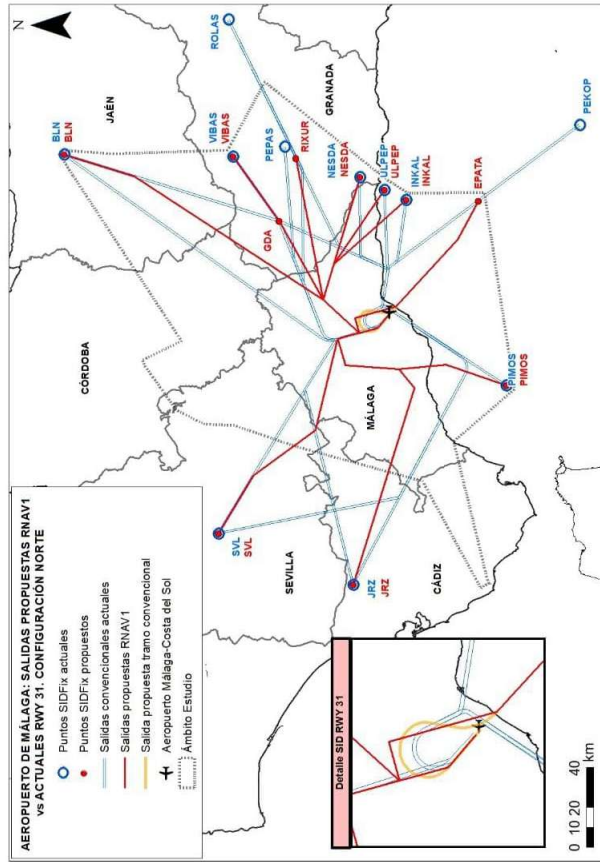 AEROPUERTO DE MÁLAGA: SALIDAS PROPUESTAS RNAV1
vs ACTUALES RWY 31. CONFIGURACIÓN NORTE
Puntos SIDFix actuales
Puntos SIDFix propuestos
Salidas convencionales actuales
Salidas propuestas RNAV1
Salida propuesta tramo convencional
Aeropuerto Málaga-Costa del Sol
Ámbito Estudio
N
CÓRDOBA
JAÉN
BLN
BLN
ROLAS
VIBAS
VIBAS
PEPAS
RIXUR
GRANADA
GDA
SVL
SVL
SEVILLA
NESDA
NESDA
ULPEP
ULPEP
INKAL
INKAL
MÁLAGA
JRZ
JRZ
CÁDIZ
EPATA
PIMOS
PIMOS
PEKOP
Detalle SID RWY 31
0 10 20 40
km